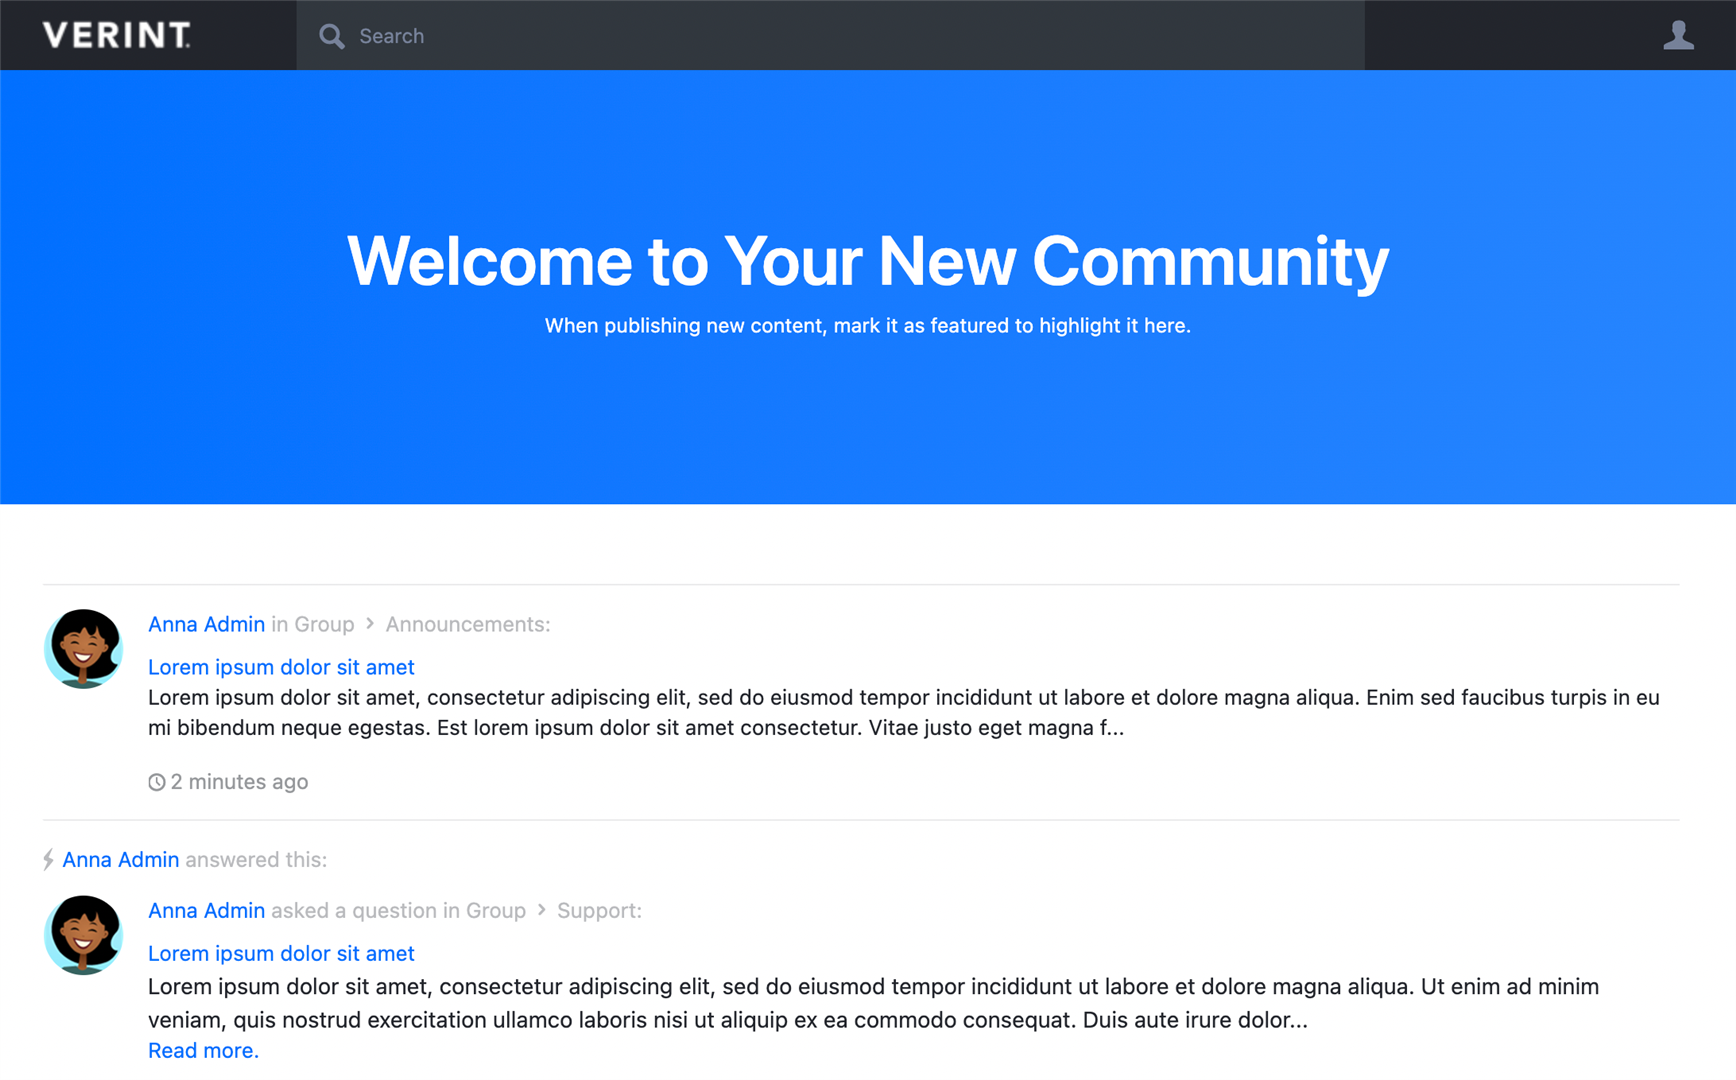 VERINT.
Search
Welcome to Your New Community
When publishing new content, mark it as featured to highlight it here.
Anna Admin in Group > Announcements:
Lorem ipsum dolor sit amet
Lorem ipsum dolor sit amet, consectetur adipiscing elit, sed do eiusmod tempor incididunt ut labore et dolore magna aliqua. Enim sed faucibus turpis in eu
mi bibendum neque egestas. Est lorem ipsum dolor sit amet consectetur. Vitae justo eget magna f...
2 minutes ago
Anna Admin answered this:
Anna Admin asked a question in Group > Support:
Lorem ipsum dolor sit amet
Lorem ipsum dolor sit amet, consectetur adipiscing elit, sed do eiusmod tempor incididunt ut labore et dolore magna aliqua. Ut enim ad minim
veniam, quis nostrud exercitation ullamco laboris nisi ut aliquip ex ea commodo consequat. Duis aute irure dolor...
Read more.